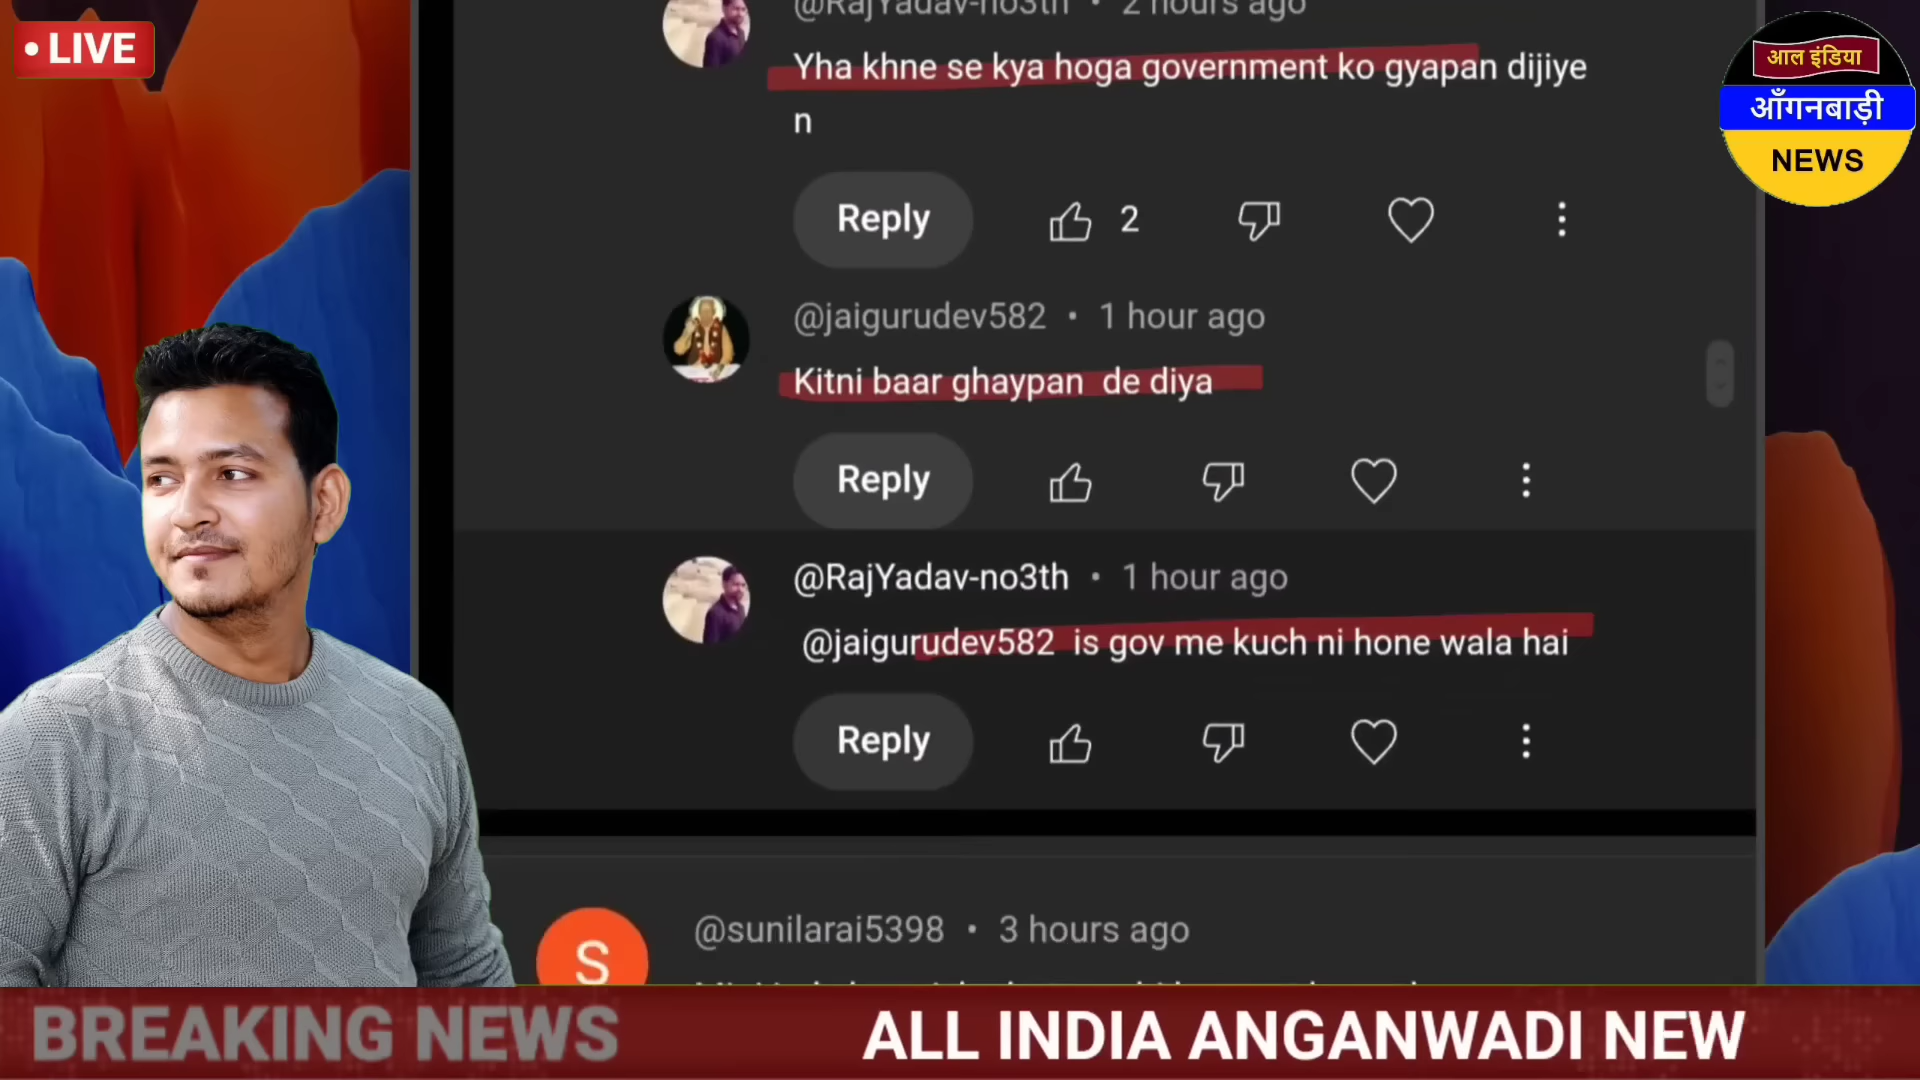 • LIVE
@RajYadav-no3th • 2 hours ago
Yha khne se kya hoga government ko gyapan dijiye
n
Reply 2
@jaigurudev582 • 1 hour ago
Kitni baar ghaypan de diya
Reply
@RajYadav-no3th • 1 hour ago
@jaigurudev582 is gov me kuch ni hone wala hai
Reply
S
@sunilarai5398 • 3 hours ago
आल इंडिया
आँगनबाड़ी
NEWS
BREAKING NEWS
ALL INDIA ANGANWADI NEW